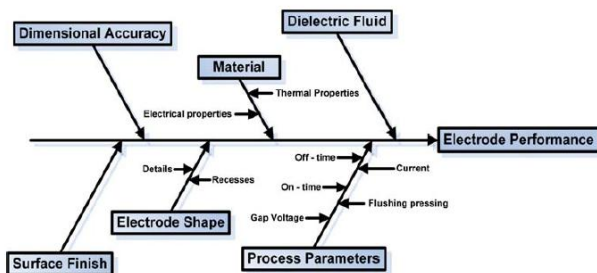 Dimensional Accuracy
Dielectric Fluid
Material
Thermal Properties
Electrical properties
Electrode Performance
Off - time
Details
Current
Recesses
On - time
Flushing pressing
Gap Voltage
Electrode Shape
Surface Finish
Process Parameters